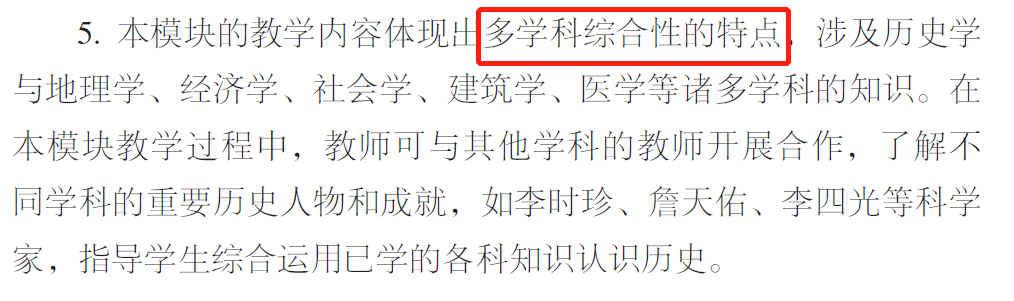 5. 本模块的教学内容体现出多学科综合性的特点，涉及历史学
与地理学、经济学、社会学、建筑学、医学等诸多学科的知识。在
本模块教学过程中，教师可与其他学科的教师开展合作，了解不
同学科的重要历史人物和成就，如李时珍、詹天佑、李四光等科学
家，指导学生综合运用已学的各科知识认识历史。